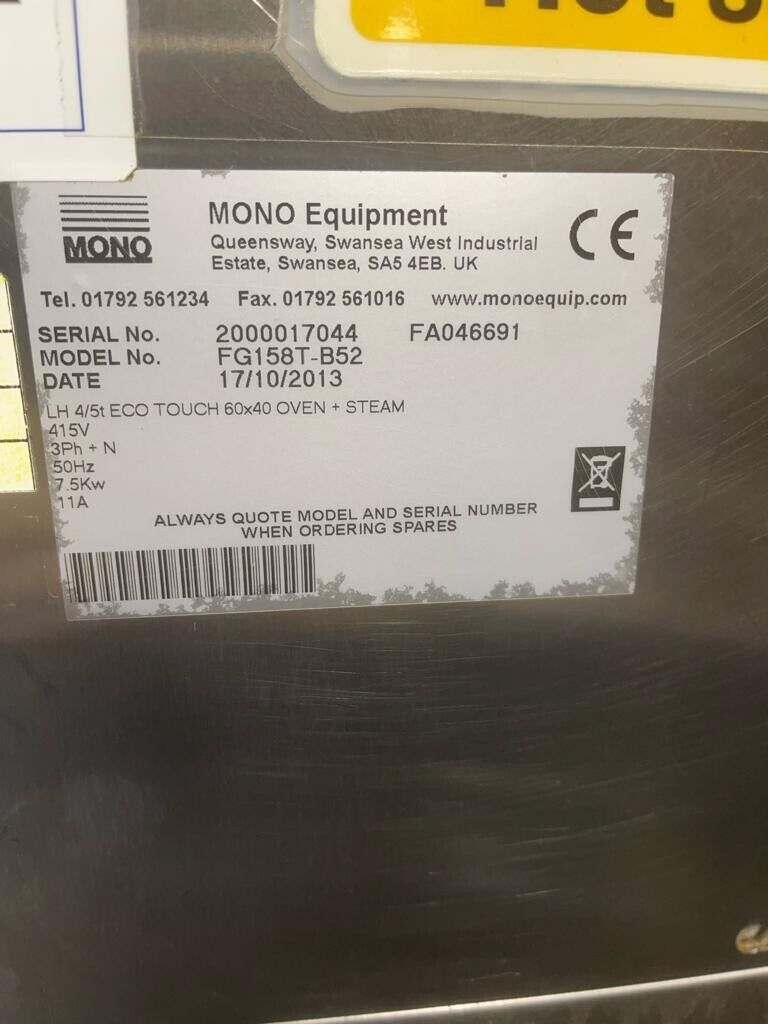 MONO
MONO Equipment
Queensway, Swansea West Industrial
Estate, Swansea, SA5 4EB. UK
CE
Tel. 01792 561234 Fax. 01792 561016 www.monoequip.com
SERIAL No. 2000017044 FA046691
MODEL No. FG158T-B52
DATE 17/10/2013
LH 4/5t ECO TOUCH 60x40 OVEN + STEAM
415V
3Ph + N
50Hz
7.5Kw
11A
ALWAYS QUOTE MODEL AND SERIAL NUMBER
WHEN ORDERING SPARES